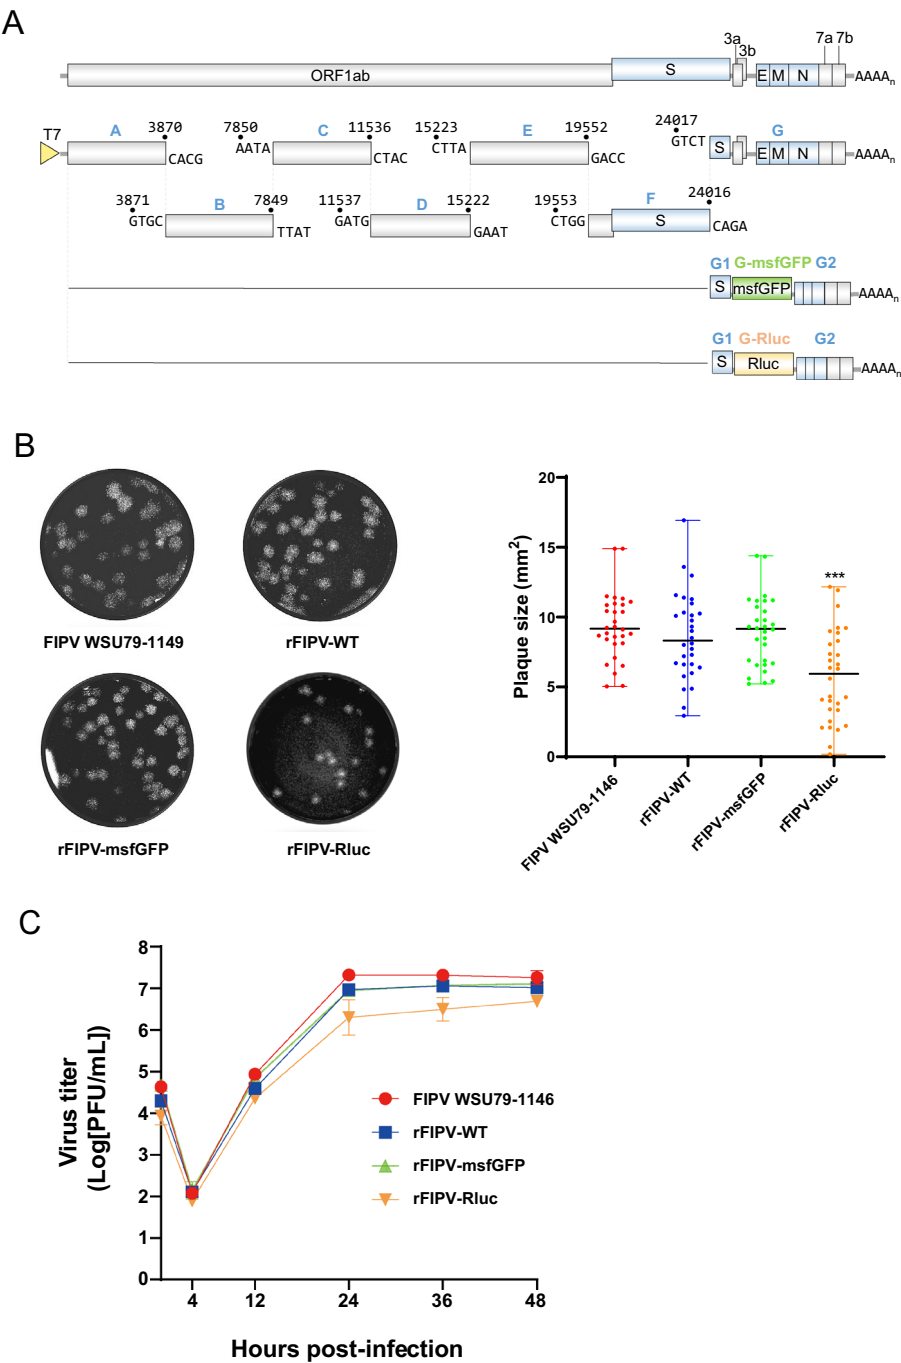 A
3a
3b
7a 7b
ORF1ab
S
E M N
AAAAn
T7
A
3870
7850
C
11536
15223
E
19552
24017
G
CACG
AATA
CTAC
CTTA
GACC
GTCT
S
E M N
AAAAn
3871
B
7849
11537
D
15222
19553
F
24016
GTGC
TTAT
GATG
GAAT
CTGG
S
CAGA
G1 G-msfGFP G2
S
msfGFP
AAAAn
G1 G-Rluc G2
S
Rluc
AAAAn
B
FIPV WSU79-1149
rFIPV-WT
rFIPV-msfGFP
rFIPV-Rluc
Plaque size (mm2)
20
15
10
5
0
***
FIPV WSU79-1146
rFIPV-WT
rFIPV-msfGFP
rFIPV-Rluc
C
Virus titer
(Log[PFU/mL])
8
7
6
5
4
3
2
1
0
FIPV WSU79-1146
rFIPV-WT
rFIPV-msfGFP
rFIPV-Rluc
4 12 24 36 48
Hours post-infection